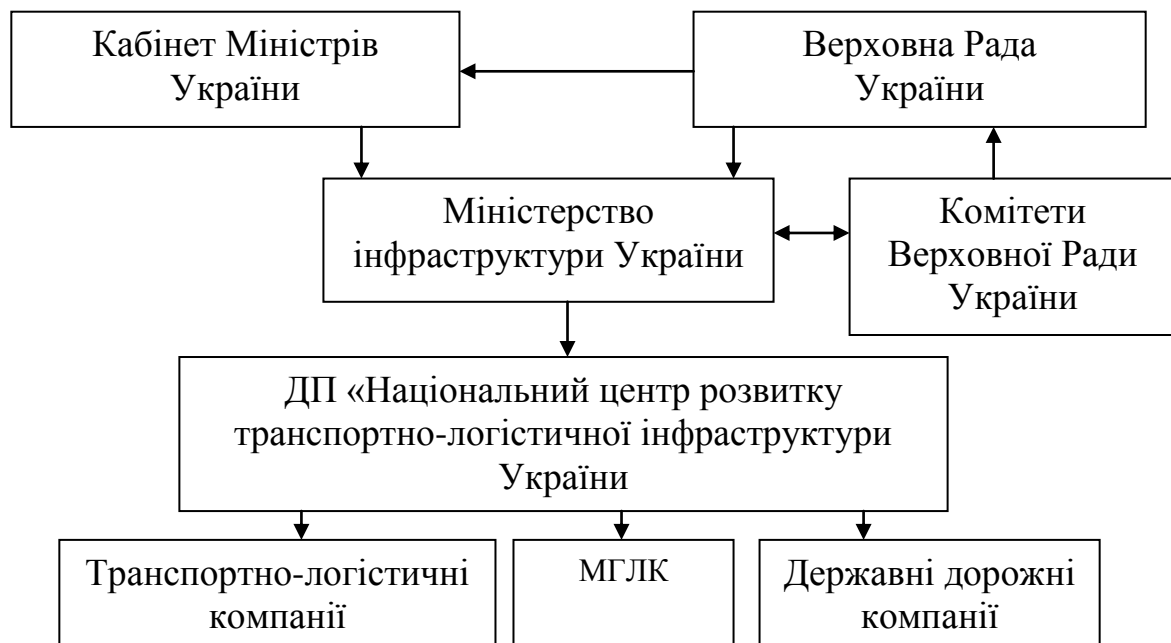 Кабінет Міністрів
України
Верховна Рада
України
Міністерство
інфраструктури України
Комітети
Верховної Ради
України
ДП «Національний центр розвитку
транспортно-логістичної інфраструктури
України
Транспортно-логістичні
компанії
МГЛК
Державні дорожні
компанії